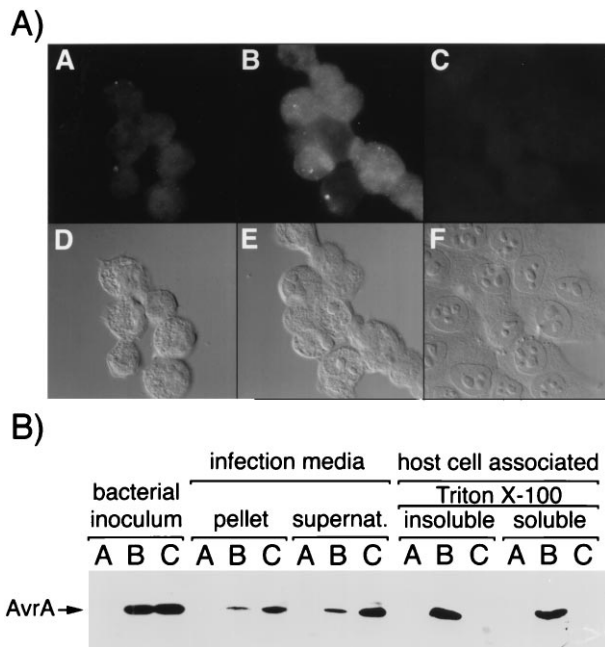 A)
A B C
D E F
B)
infection media host cell associated
bacterial Triton X-100
inoculum pellet supernat. insoluble soluble
A B C A B C A B C A B C A B C
AvrA